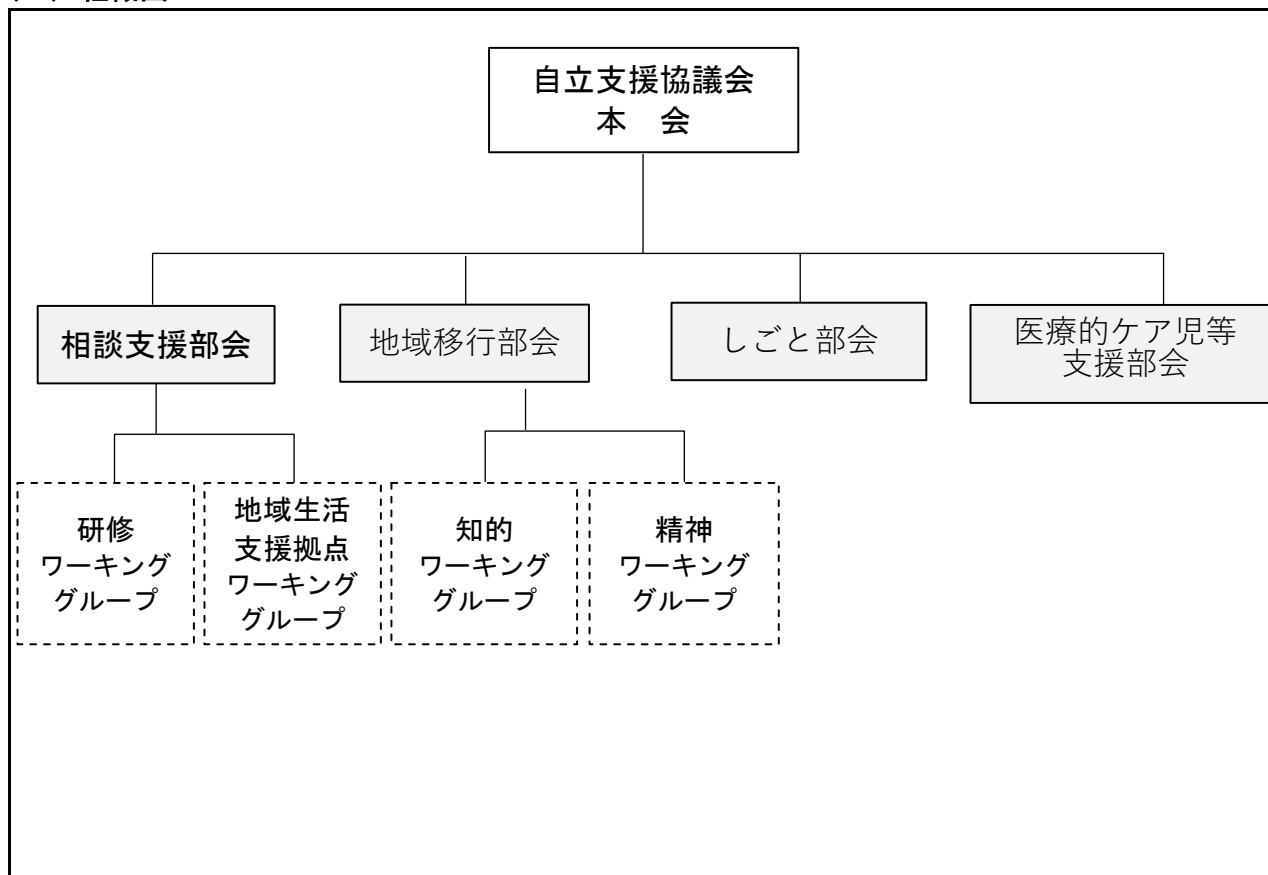 自立支援協議会
本　会
相談支援部会
地域移行部会
しごと部会
医療的ケア児等
支援部会
研修
ワーキング
グループ
地域生活
支援拠点
ワーキング
グループ
知的
ワーキング
グループ
精神
ワーキング
グループ